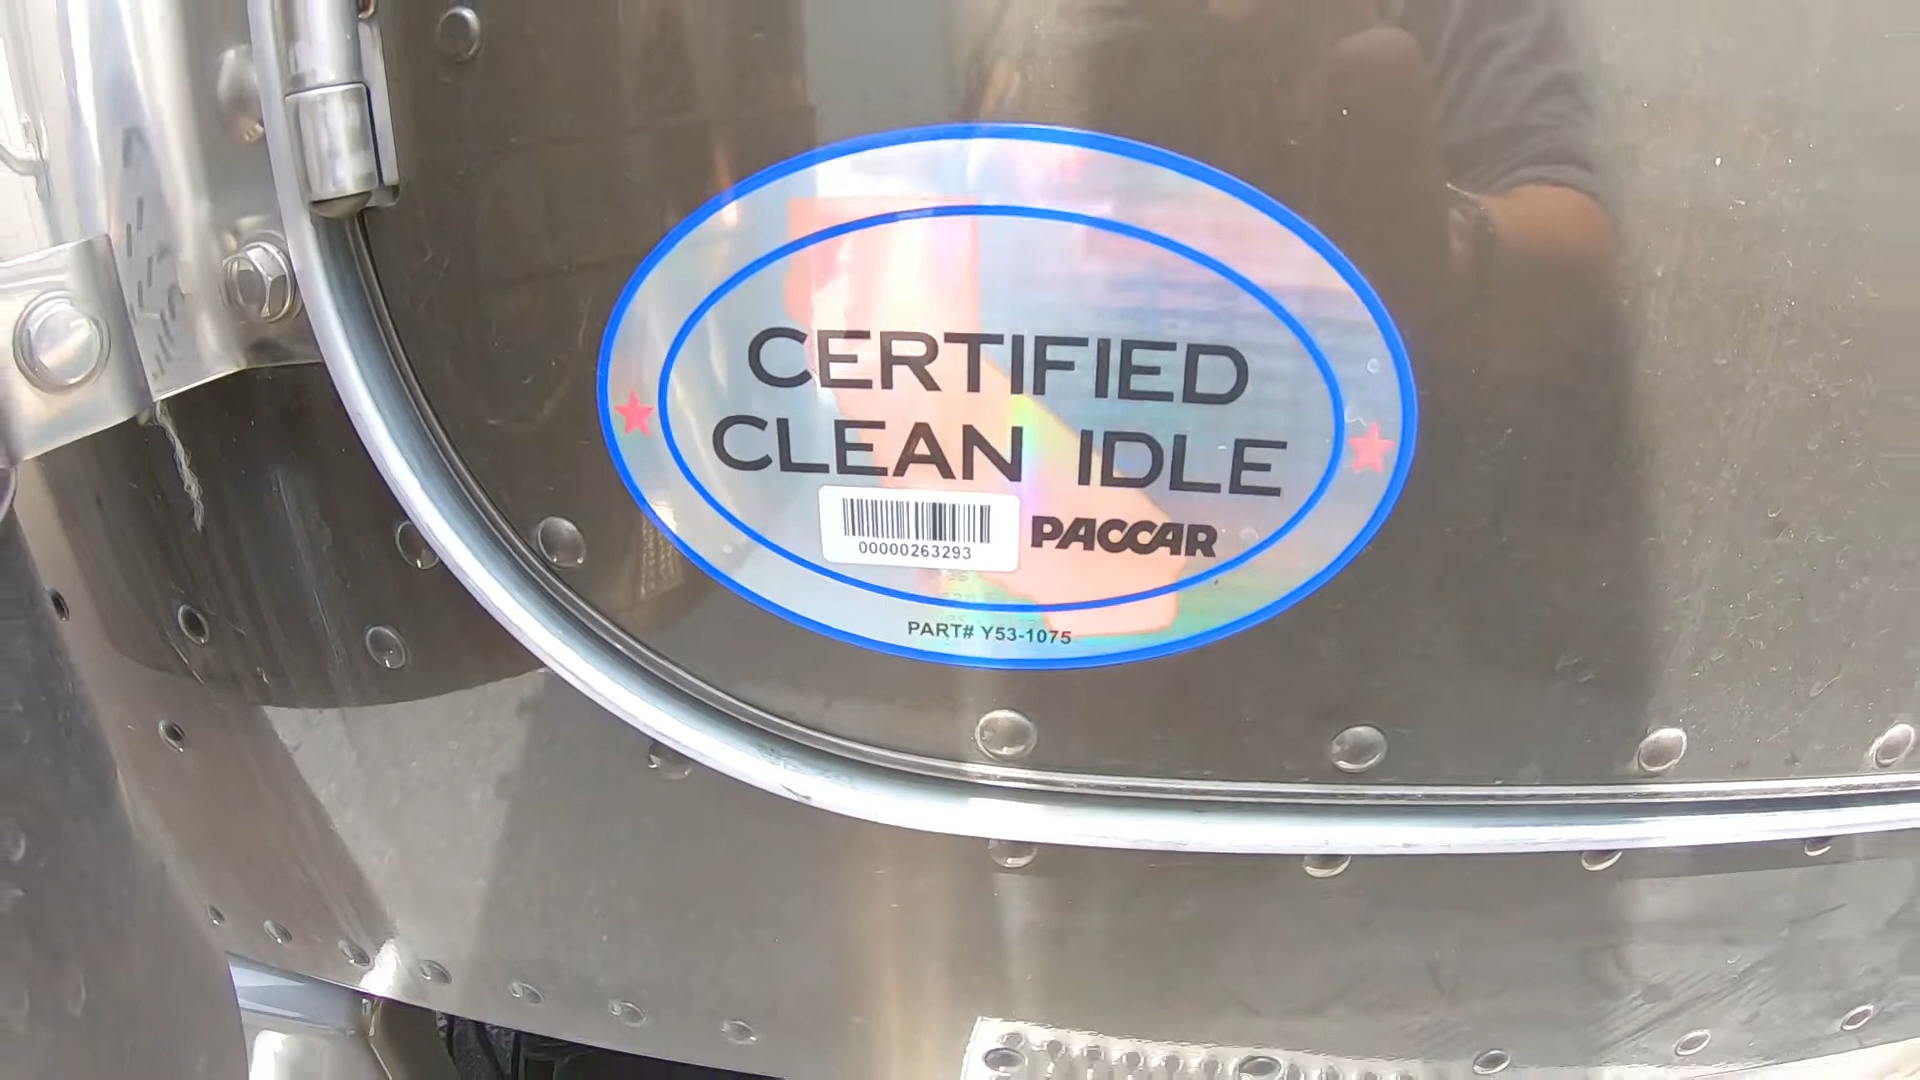 CERTIFIED
CLEAN IDLE
00000263293
PACCAR
PART# Y53-1075